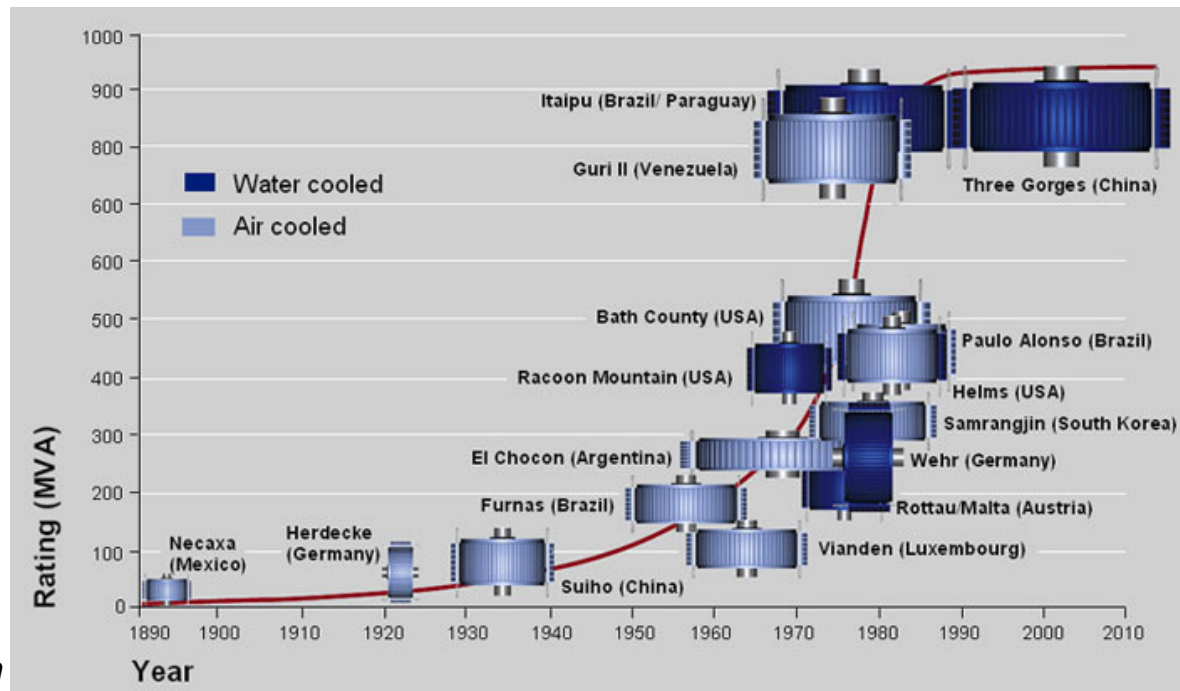 1000
900
800
600
600
500
400
300
200
100
0
Rating (MVA)
Water cooled
Air cooled
Itaipu (Brazil/ Paraguay)
Guri II (Venezuela)
Three Gorges (China)
Bath County (USA)
Paulo Alonso (Brazil)
Racoon Mountain (USA)
Helms (USA)
Samrangjin (South Korea)
El Chocon (Argentina)
Wehr (Germany)
Furnas (Brazil)
Rottau/Malta (Austria)
Necaxa
(Mexico)
Herdecke
(Germany)
Vianden (Luxembourg)
Suiho (China)
1890 1900 1910 1920 1930 1940 1950 1960 1970 1980 1990 2000 2010
Year